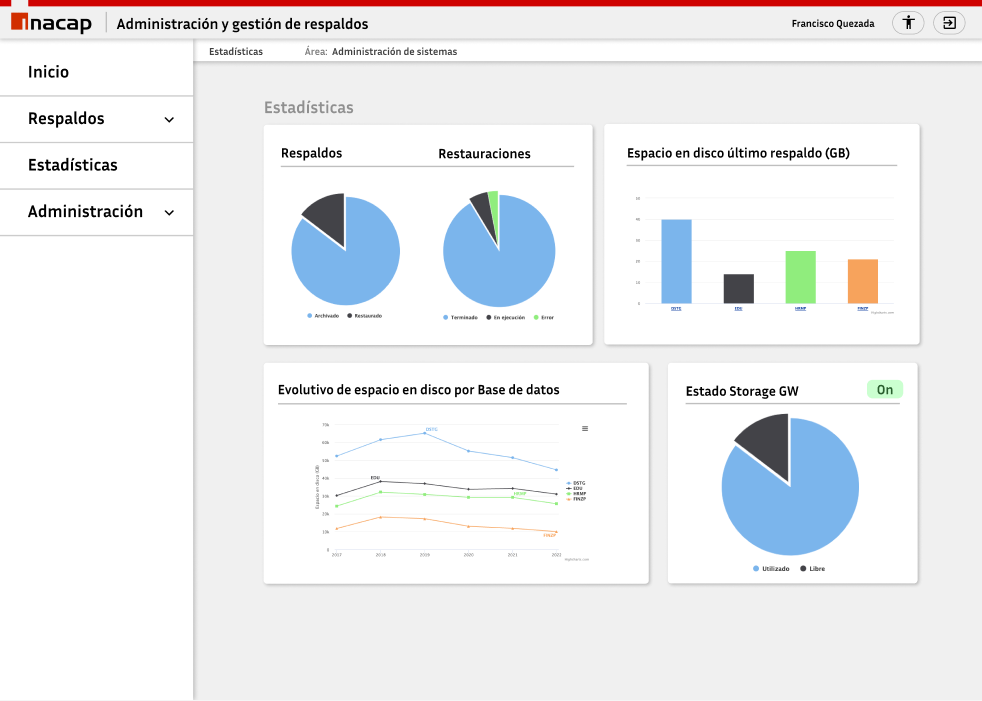 inacap
Administración y gestión de respaldos
Francisco Quezada
Estadísticas
Área: Administración de sistemas
Inicio
Respaldos
Estadísticas
Administración
Estadísticas
Respaldos
Restauraciones
Archivado
Restaurado
Terminado
En ejecución
Error
Espacio en disco último respaldo (GB)
50
40
30
20
10
0
DSTG
EDU
HRMF
FINZF
Highcharts.com
Evolutivo de espacio en disco por Base de datos
Espacio en disco (GB)
70k
60k
50k
40k
30k
20k
10k
0
DSTG
EDU
HRMF
FINZF
2017
2018
2019
2020
2021
2022
DSTG
EDU
HRMF
FINZF
Highcharts.com
Estado Storage GW
On
Utilizado
Libre